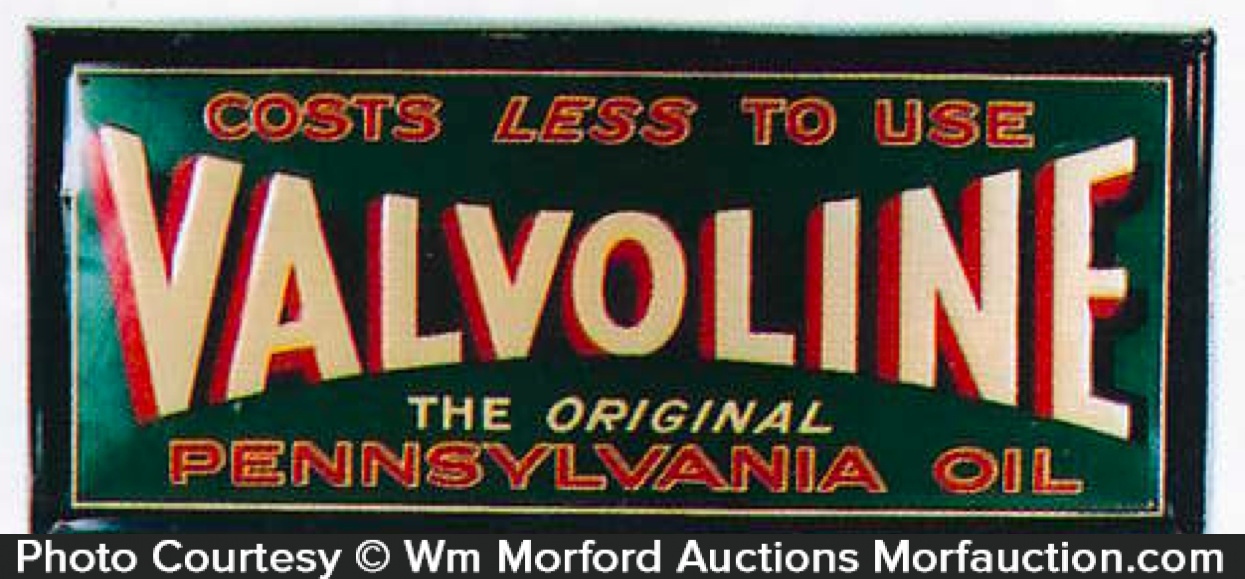 COSTS LESS TO USE
VALVOLINE
THE ORIGINAL
PENNSYLVANIA OIL
Photo Courtesy © Wm Morford Auctions Morfauction.com